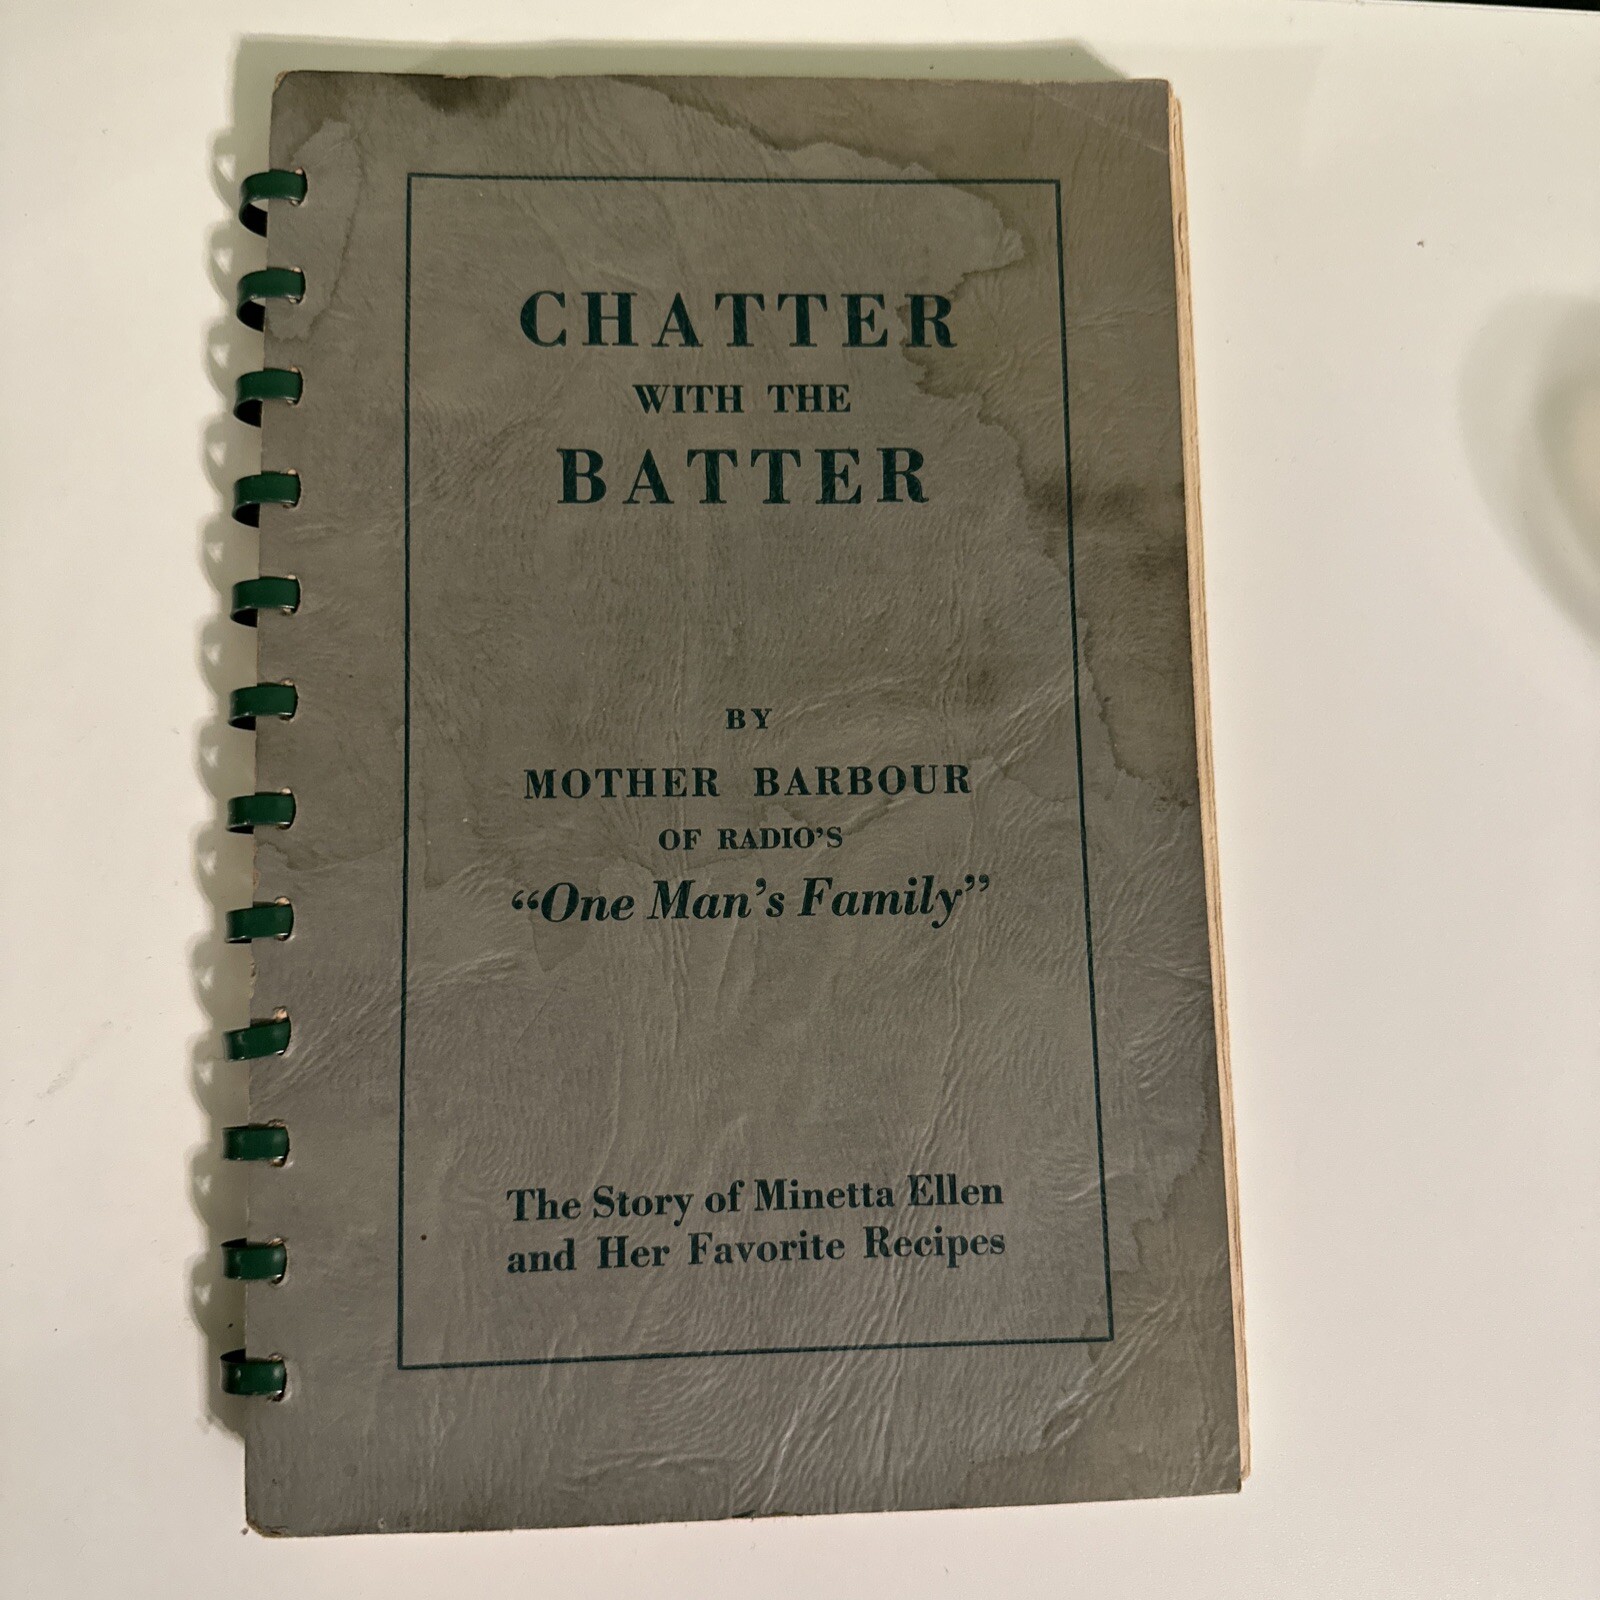 CHATTER
WITH THE
BATTER
BY
MOTHER BARBOUR
OF RADIO'S
“One Man’s Family”
The Story of Minetta Ellen
and Her Favorite Recipes